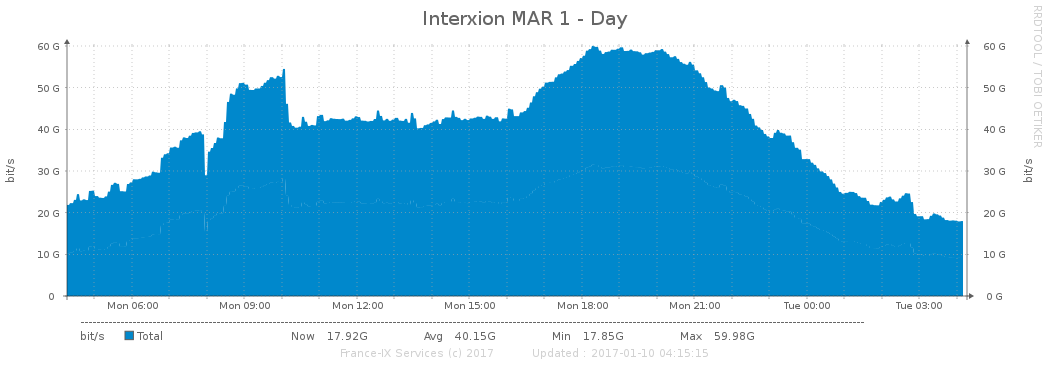 Interxion MAR 1 - Day
RRDTOOL / TOBI OETIKER
60 G 60 G
50 G 50 G
40 G 40 G
30 G 30 G
20 G 20 G
10 G 10 G
0 0 G
bit/s bit/s
Mon 06:00 Mon 09:00 Mon 12:00 Mon 15:00 Mon 18:00 Mon 21:00 Tue 00:00 Tue 03:00
bit/s Total Now 17.92G Avg 40.15G Min 17.85G Max 59.98G
France-IX Services (c) 2017 Updated : 2017-01-10 04:15:15